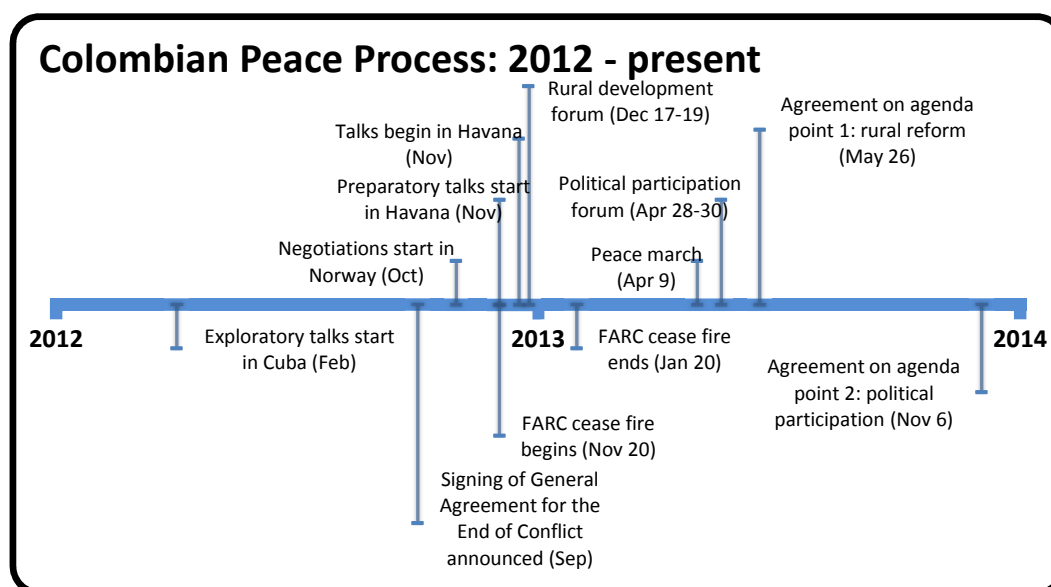 Colombian Peace Process: 2012 - present
Rural development
forum (Dec 17-19)
Agreement on agenda
point 1: rural reform
(May 26)
Talks begin in Havana
(Nov)
Preparatory talks start
in Havana (Nov)
Political participation
forum (Apr 28-30)
Negotiations start in
Norway (Oct)
Peace march
(Apr 9)
2012
2013
2014
Exploratory talks start
in Cuba (Feb)
FARC cease fire
ends (Jan 20)
Agreement on agenda
point 2: political
participation (Nov 6)
FARC cease fire
begins (Nov 20)
Signing of General
Agreement for the
End of Conflict
announced (Sep)